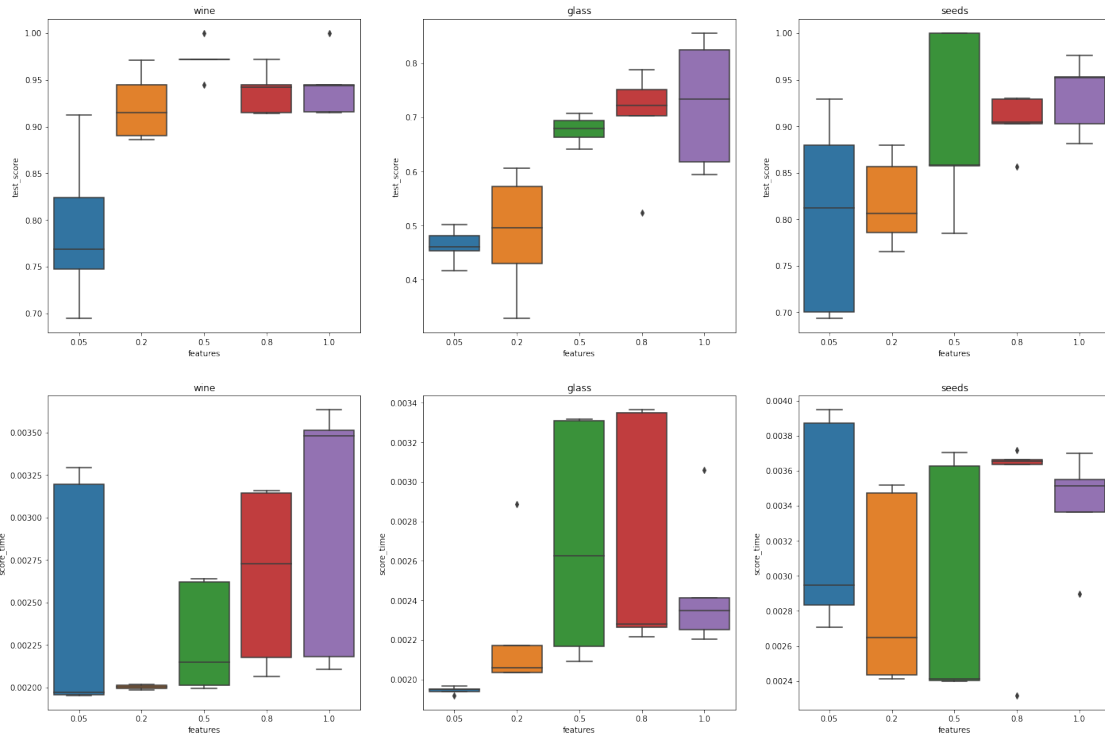 wine
glass
seeds
1.00
0.95
0.90
0.85
0.80
0.75
0.70
test_score
0.05 0.2 0.5 0.8 1.0
features
0.8
0.7
0.6
0.5
0.4
test_score
0.05 0.2 0.5 0.8 1.0
features
1.00
0.95
0.90
0.85
0.80
0.75
0.70
test_score
0.05 0.2 0.5 0.8 1.0
features
wine
glass
seeds
0.00350
0.00325
0.00300
0.00275
0.00250
0.00225
0.00200
score_time
0.05 0.2 0.5 0.8 1.0
features
0.0034
0.0032
0.0030
0.0028
0.0026
0.0024
0.0022
0.0020
score_time
0.05 0.2 0.5 0.8 1.0
features
0.0040
0.0038
0.0036
0.0034
0.0032
0.0030
0.0028
0.0026
0.0024
score_time
0.05 0.2 0.5 0.8 1.0
features